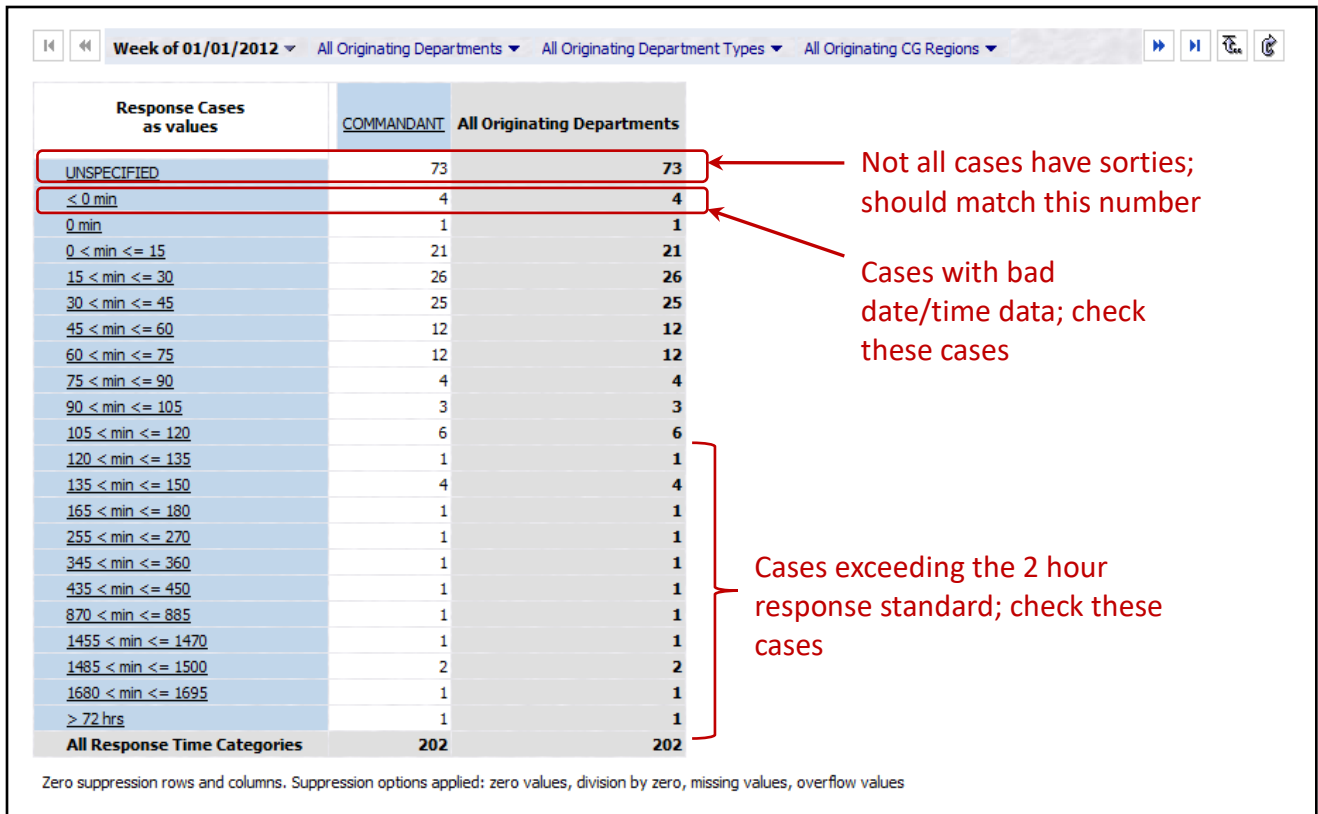 Week of 01/01/2012 All Originating Departments All Originating Department Types All Originating CG Regions
Response Cases
as values
COMMANDANT All Originating Departments
UNSPECIFIED 73 73
< 0 min 4 4
0 min 1 1
0 < min <= 15 21 21
15 < min <= 30 26 26
30 < min <= 45 25 25
45 < min <= 60 12 12
60 < min <= 75 12 12
75 < min <= 90 4 4
90 < min <= 105 3 3
105 < min <= 120 6 6
120 < min <= 135 1 1
135 < min <= 150 4 4
165 < min <= 180 1 1
255 < min <= 270 1 1
345 < min <= 360 1 1
435 < min <= 450 1 1
870 < min <= 885 1 1
1455 < min <= 1470 1 1
1485 < min <= 1500 2 2
1680 < min <= 1695 1 1
> 72 hrs 1 1
All Response Time Categories 202 202
Not all cases have sorties;
should match this number
Cases with bad
date/time data; check
these cases
Cases exceeding the 2 hour
response standard; check these
cases
Zero suppression rows and columns. Suppression options applied: zero values, division by zero, missing values, overflow values